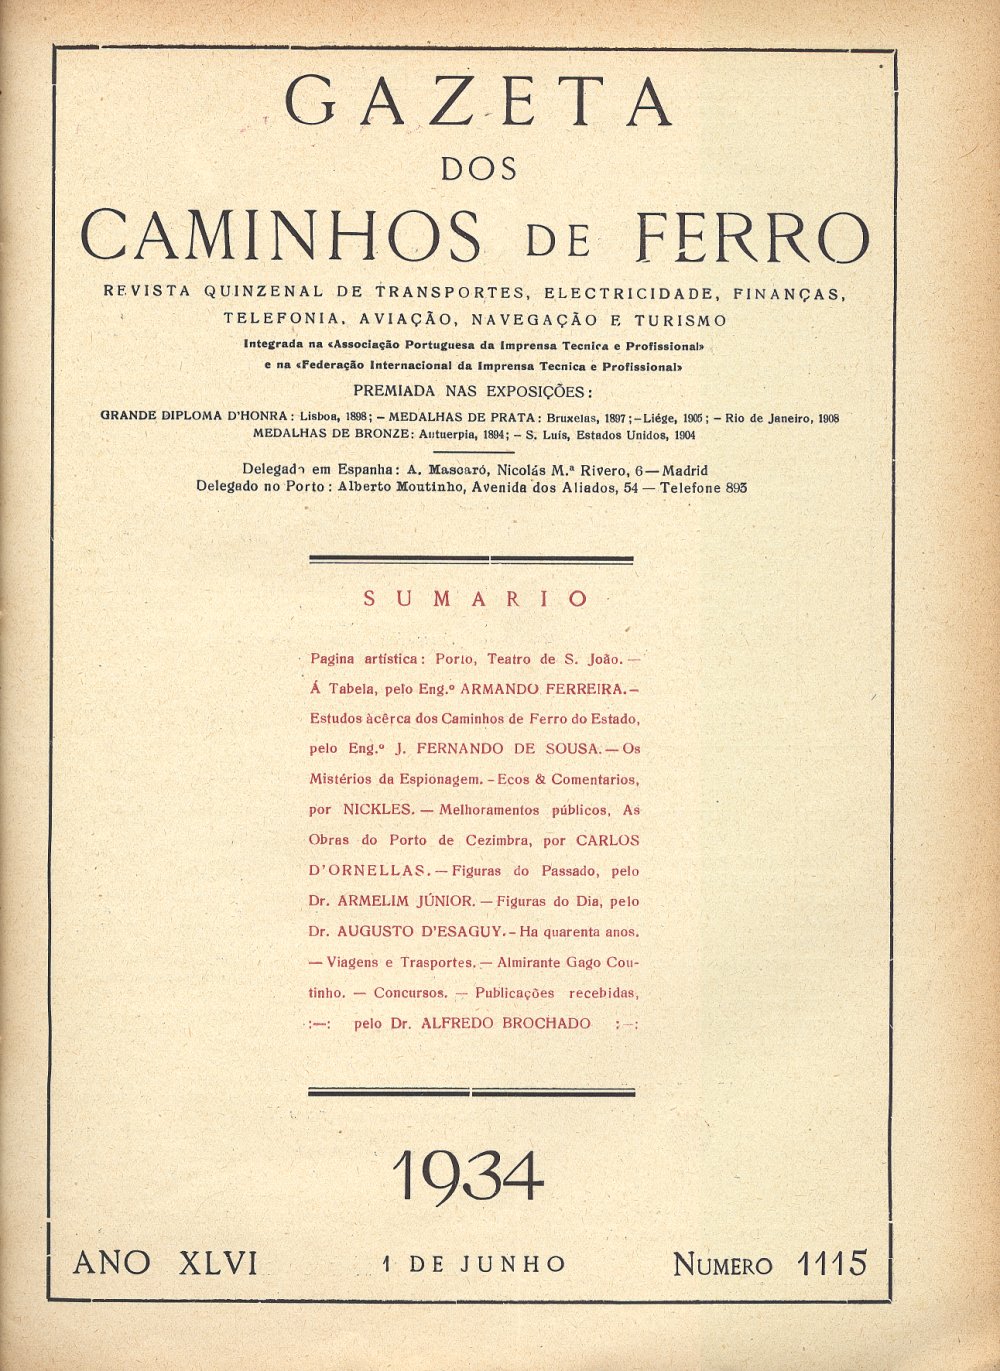 GAZETA
DOS
CAMINHOS DE FERRO
REVISTA QUINZENAL DE TRANSPORTES, ELECTRICIDADE, FINANÇAS,
TELEFONIA, AVIAÇÃO, NAVEGAÇÃO E TURISMO
Integrada na «Associação Portuguesa da Imprensa Tecnica e Profissional»
e na «Federação Internacional da Imprensa Tecnica e Profissional»
PREMIADA NAS EXPOSIÇÕES:
GRANDE DIPLOMA D'HONRA: Lisboa, 1898; – MEDALHAS DE PRATA: Bruxelas, 1897; – Liége, 1905; – Rio de Janeiro, 1908
MEDALHAS DE BRONZE: Antuerpia, 1894; – S. Luís, Estados Unidos, 1904
Delegado em Espanha: A. Mascaró, Nicolás M.ª Rivero, 6 — Madrid
Delegado no Porto: Alberto Moutinho, Avenida dos Aliados, 54 — Telefone 893
SUMARIO
Pagina artística: Porto, Teatro de S. João. —
Á Tabela, pelo Eng.º ARMANDO FERREIRA. –
Estudos àcêrca dos Caminhos de Ferro do Estado,
pelo Eng.º J. FERNANDO DE SOUSA. — Os
Mistérios da Espionagem. – Ecos & Comentarios,
por NICKLES. — Melhoramentos públicos, As
Obras do Porto de Cezimbra, por CARLOS
D'ORNELLAS. — Figuras do Passado, pelo
Dr. ARMELIM JÚNIOR. — Figuras do Dia, pelo
Dr. AUGUSTO D'ESAGUY. – Ha quarenta anos.
— Viagens e Trasportes. — Almirante Gago Cou-
tinho. — Concursos. — Publicações recebidas,
:—: pelo Dr. ALFREDO BROCHADO :—:
1934
ANO XLVI 1 DE JUNHO NUMERO 1115